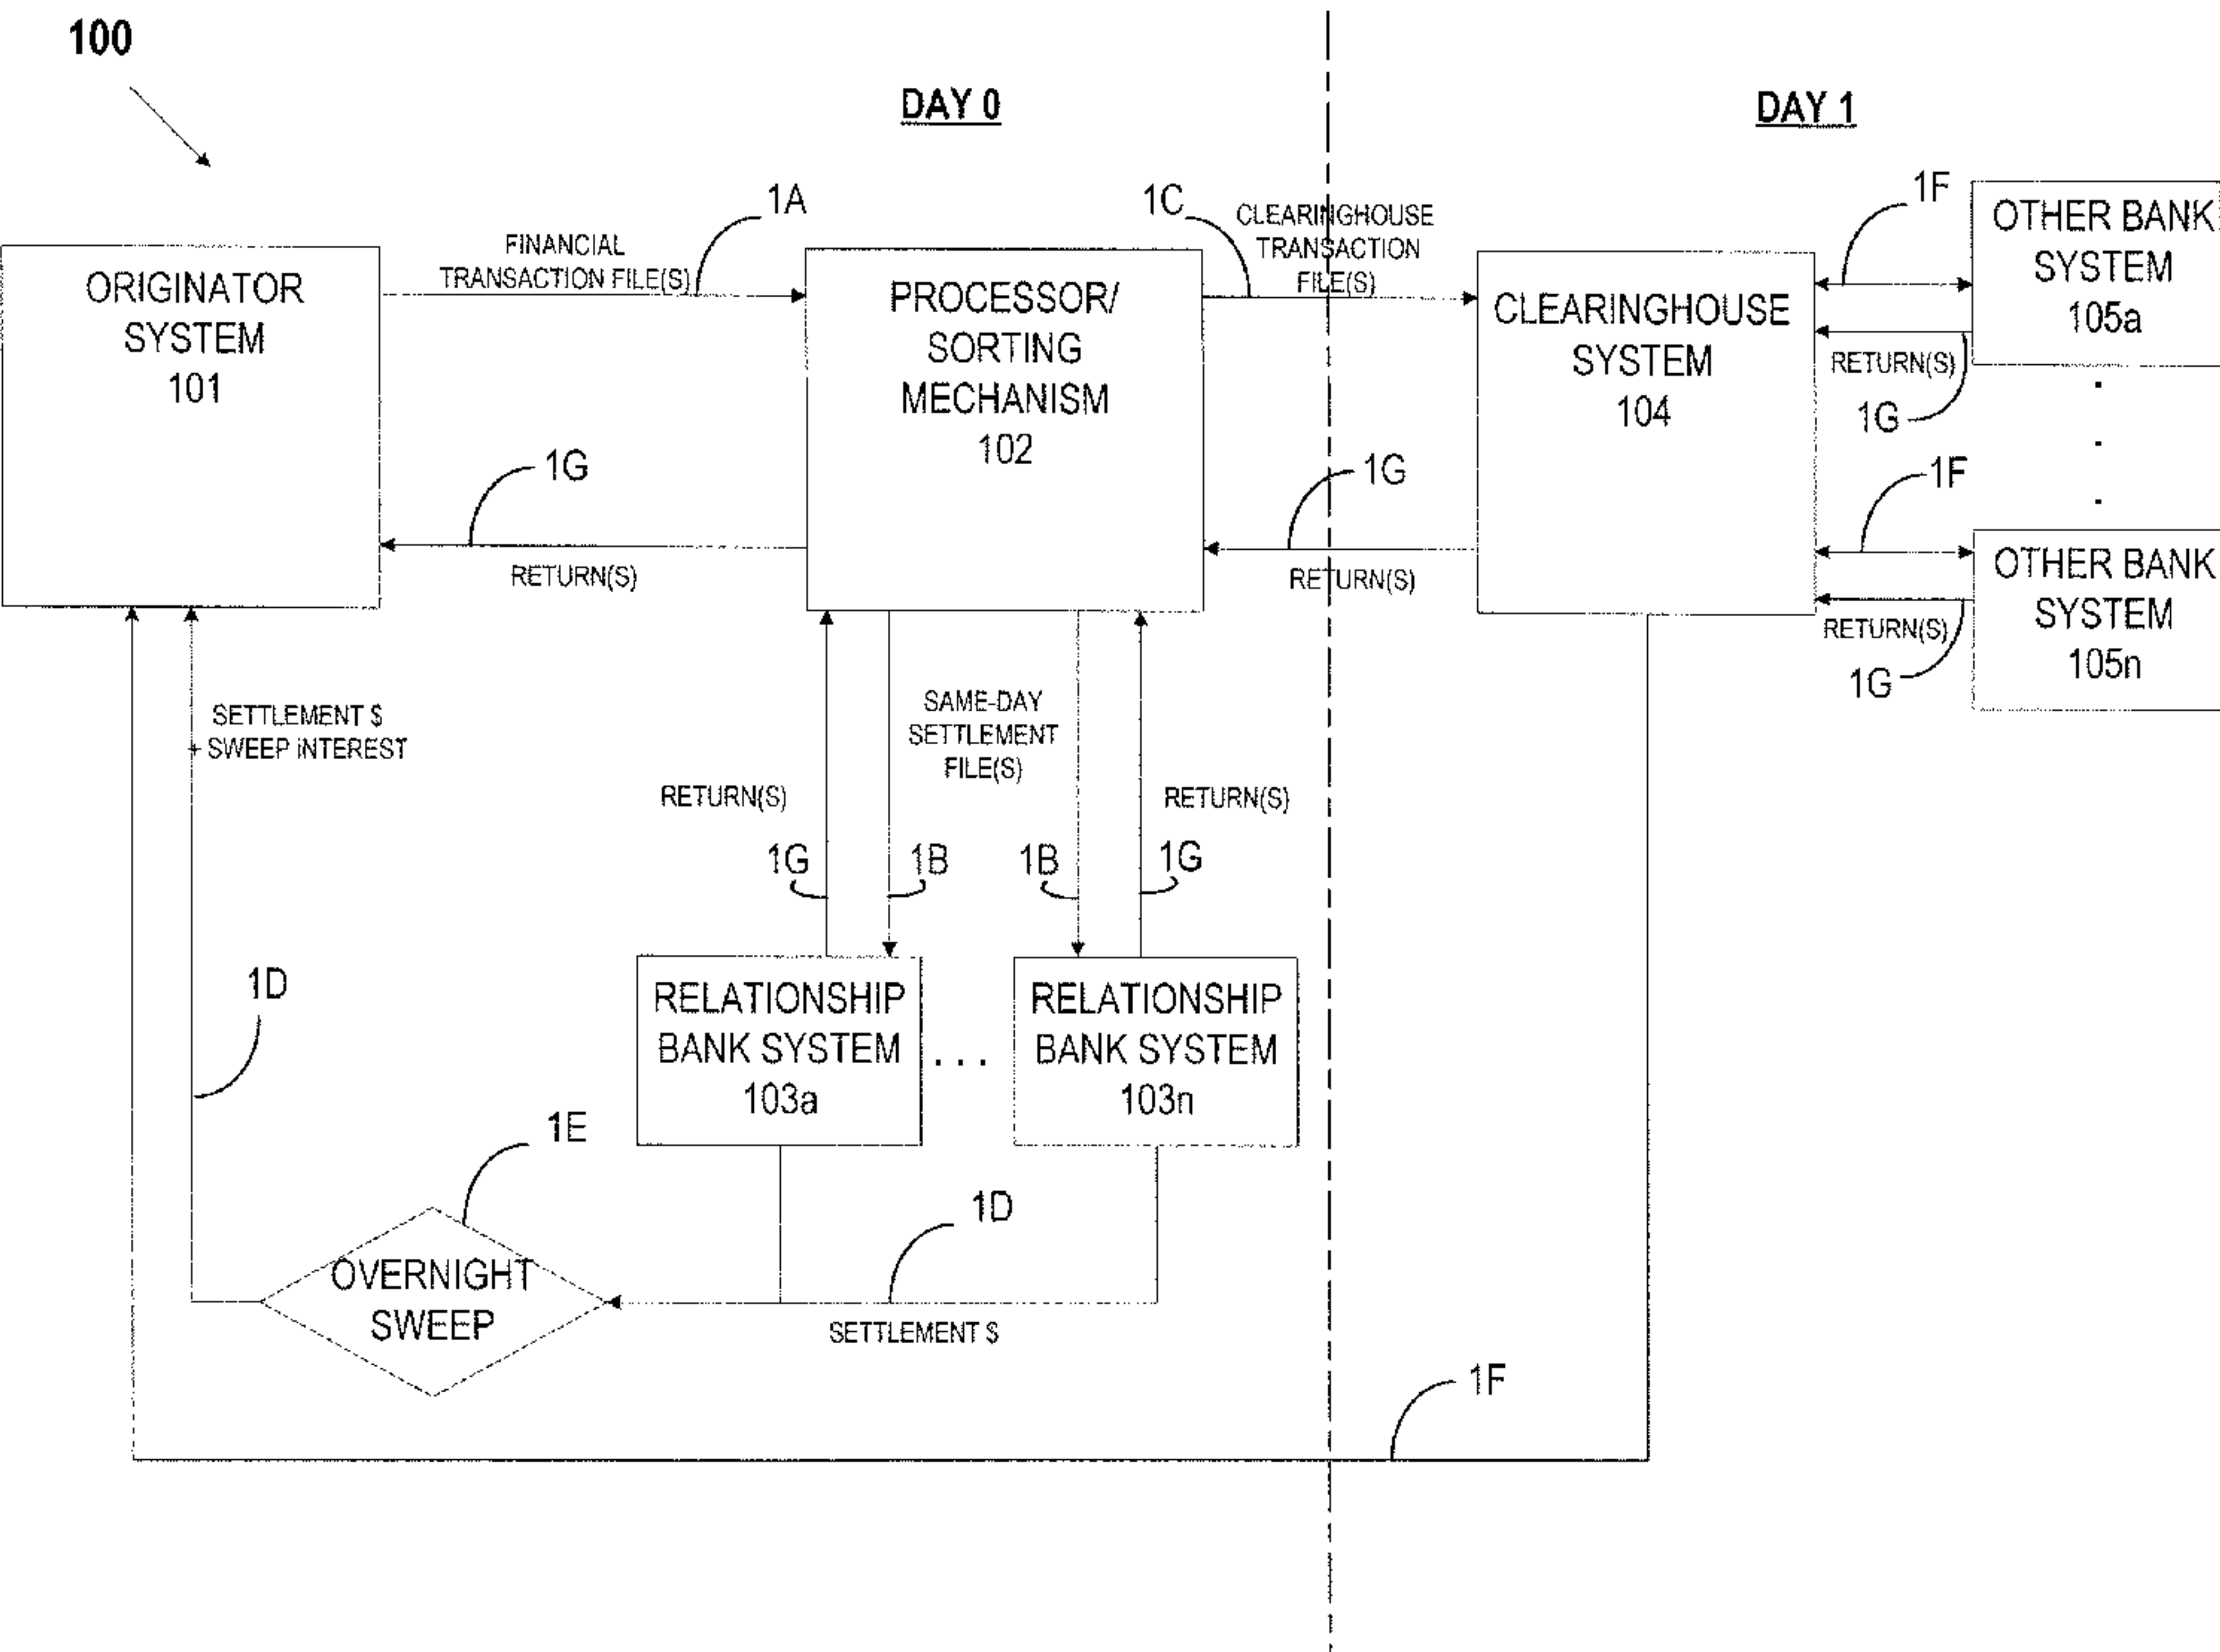 100
DAY 0
DAY 1
1A
1C
1F
FINANCIAL
TRANSACTION FILE(S)
CLEARINGHOUSE
TRANSACTION
FILE(S)
ORIGINATOR
SYSTEM
101
PROCESSOR/
SORTING
MECHANISM
102
CLEARINGHOUSE
SYSTEM
104
OTHER BANK
SYSTEM
105a
RETURN(S)
1G
.
.
.
1G
RETURN(S)
1G
RETURN(S)
1F
OTHER BANK
SYSTEM
105n
RETURN(S)
1G
SETTLEMENT $
+ SWEEP INTEREST
SAME-DAY
SETTLEMENT
FILE(S)
RETURN(S)
RETURN(S)
1G
1B
1B
1G
RELATIONSHIP
BANK SYSTEM
103a
...
RELATIONSHIP
BANK SYSTEM
103n
1D
1E
OVERNIGHT
SWEEP
1D
SETTLEMENT $
1F